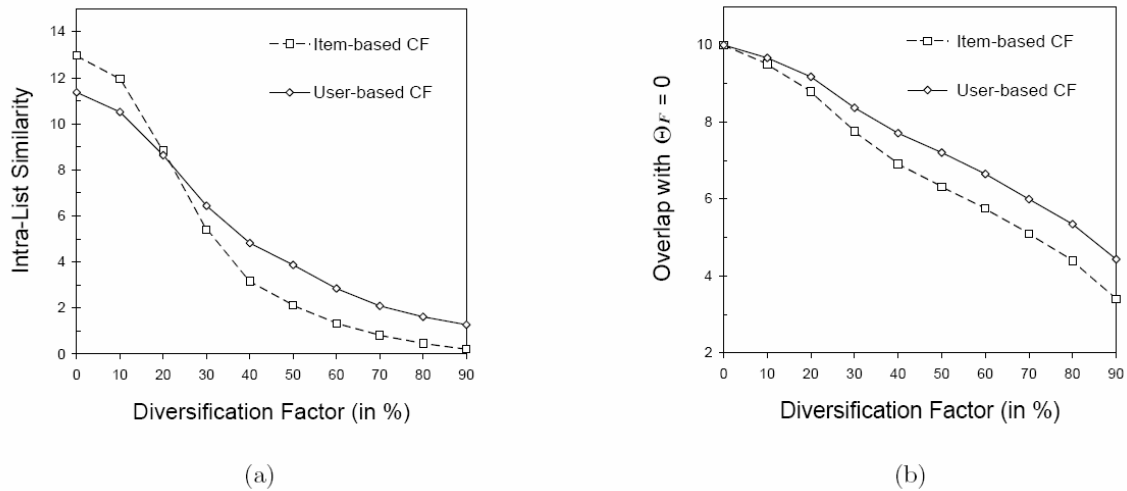 14
12
10
8
6
4
2
0
Intra-List Similarity
Item-based CF
User-based CF
0 10 20 30 40 50 60 70 80 90
Diversification Factor (in %)
(a)
10
8
6
4
2
Overlap with ΘF = 0
Item-based CF
User-based CF
0 10 20 30 40 50 60 70 80 90
Diversification Factor (in %)
(b)